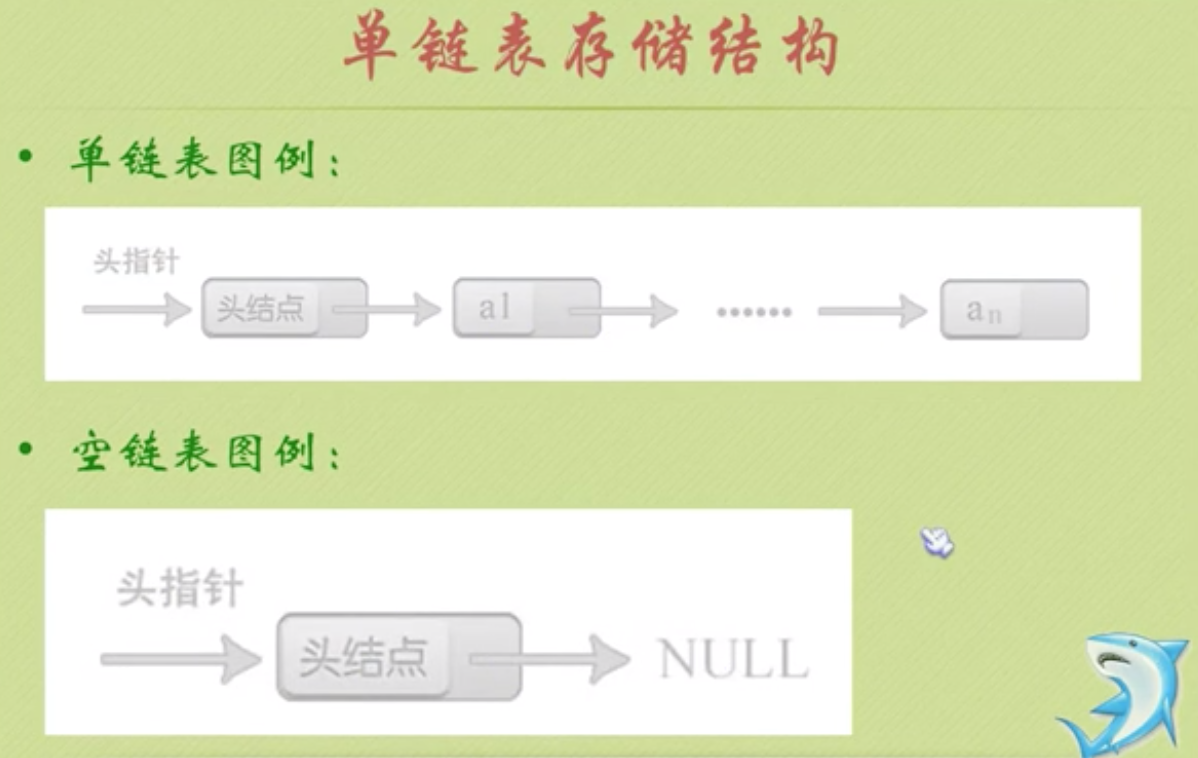 单链表存储结构
• 单链表图例：
头指针
头结点 a1 …… an
• 空链表图例：
头指针
头结点 NULL